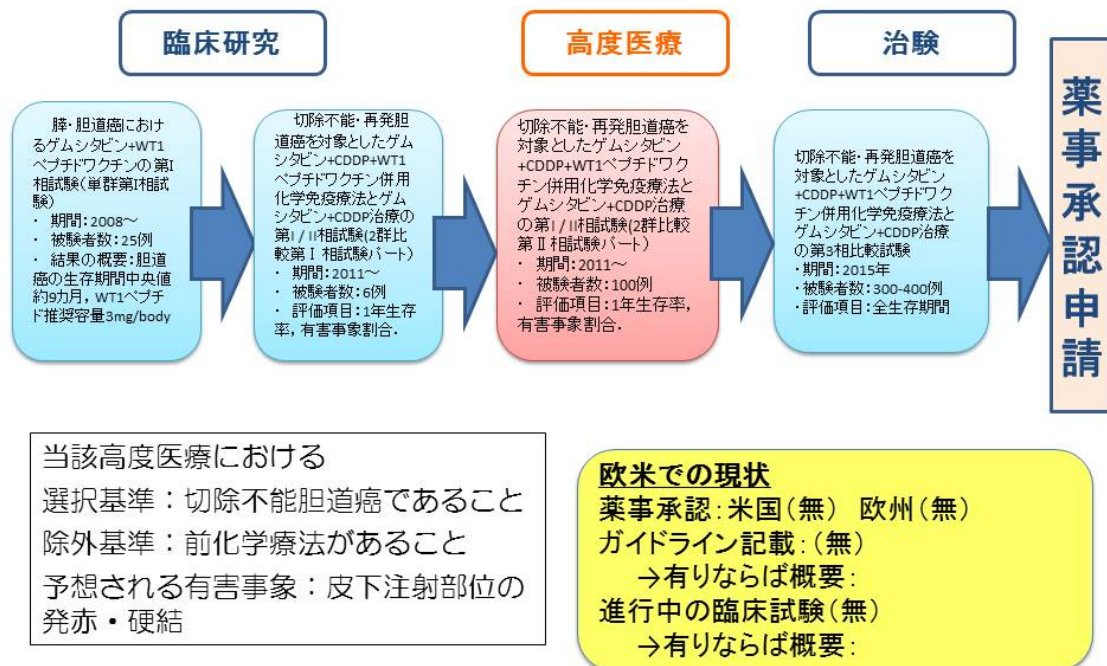 臨床研究
高度医療
治験
膵・胆道癌におけ
るゲムシタビン+WT1
ペプチドワクチンの第I
相試験(単群第I相試
験)
・ 期間:2008～
・ 被験者数:25例
・ 結果の概要:胆道
癌の生存期間中央値
約9カ月, WT1ペプチ
ド推奨容量3mg/body
切除不能・再発胆
道癌を対象としたゲム
シタビン+CDDP+WT1
ペプチドワクチン併用
化学免疫療法とゲム
シタビン+CDDP治療の
第I/II相試験(2群比
較第Ⅰ相試験パート)
・ 期間:2011～
・ 被験者数:6例
・ 評価項目:1年生存
率, 有害事象割合.
切除不能・再発胆道癌を
対象としたゲムシタビン
+CDDP+WT1ペプチドワク
チン併用化学免疫療法と
ゲムシタビン+CDDP治療
の第I/II相試験(2群比較
第Ⅱ相試験パート)
・ 期間:2011～
・ 被験者数:100例
・ 評価項目:1年生存率,
有害事象割合.
切除不能・再発胆道癌を
対象としたゲムシタビン
+CDDP+WT1ペプチドワク
チン併用化学免疫療法と
ゲムシタビン+CDDP治療
の第3相比較試験
・期間:2015年
・被験者数:300-400例
・評価項目:全生存期間
薬事承認申請
当該高度医療における
選択基準：切除不能胆道癌であること
除外基準：前化学療法があること
予想される有害事象：皮下注射部位の
発赤・硬結
欧米での現状
薬事承認:米国(無) 欧州(無)
ガイドライン記載:(無)
→有りならば概要:
進行中の臨床試験(無)
→有りならば概要: